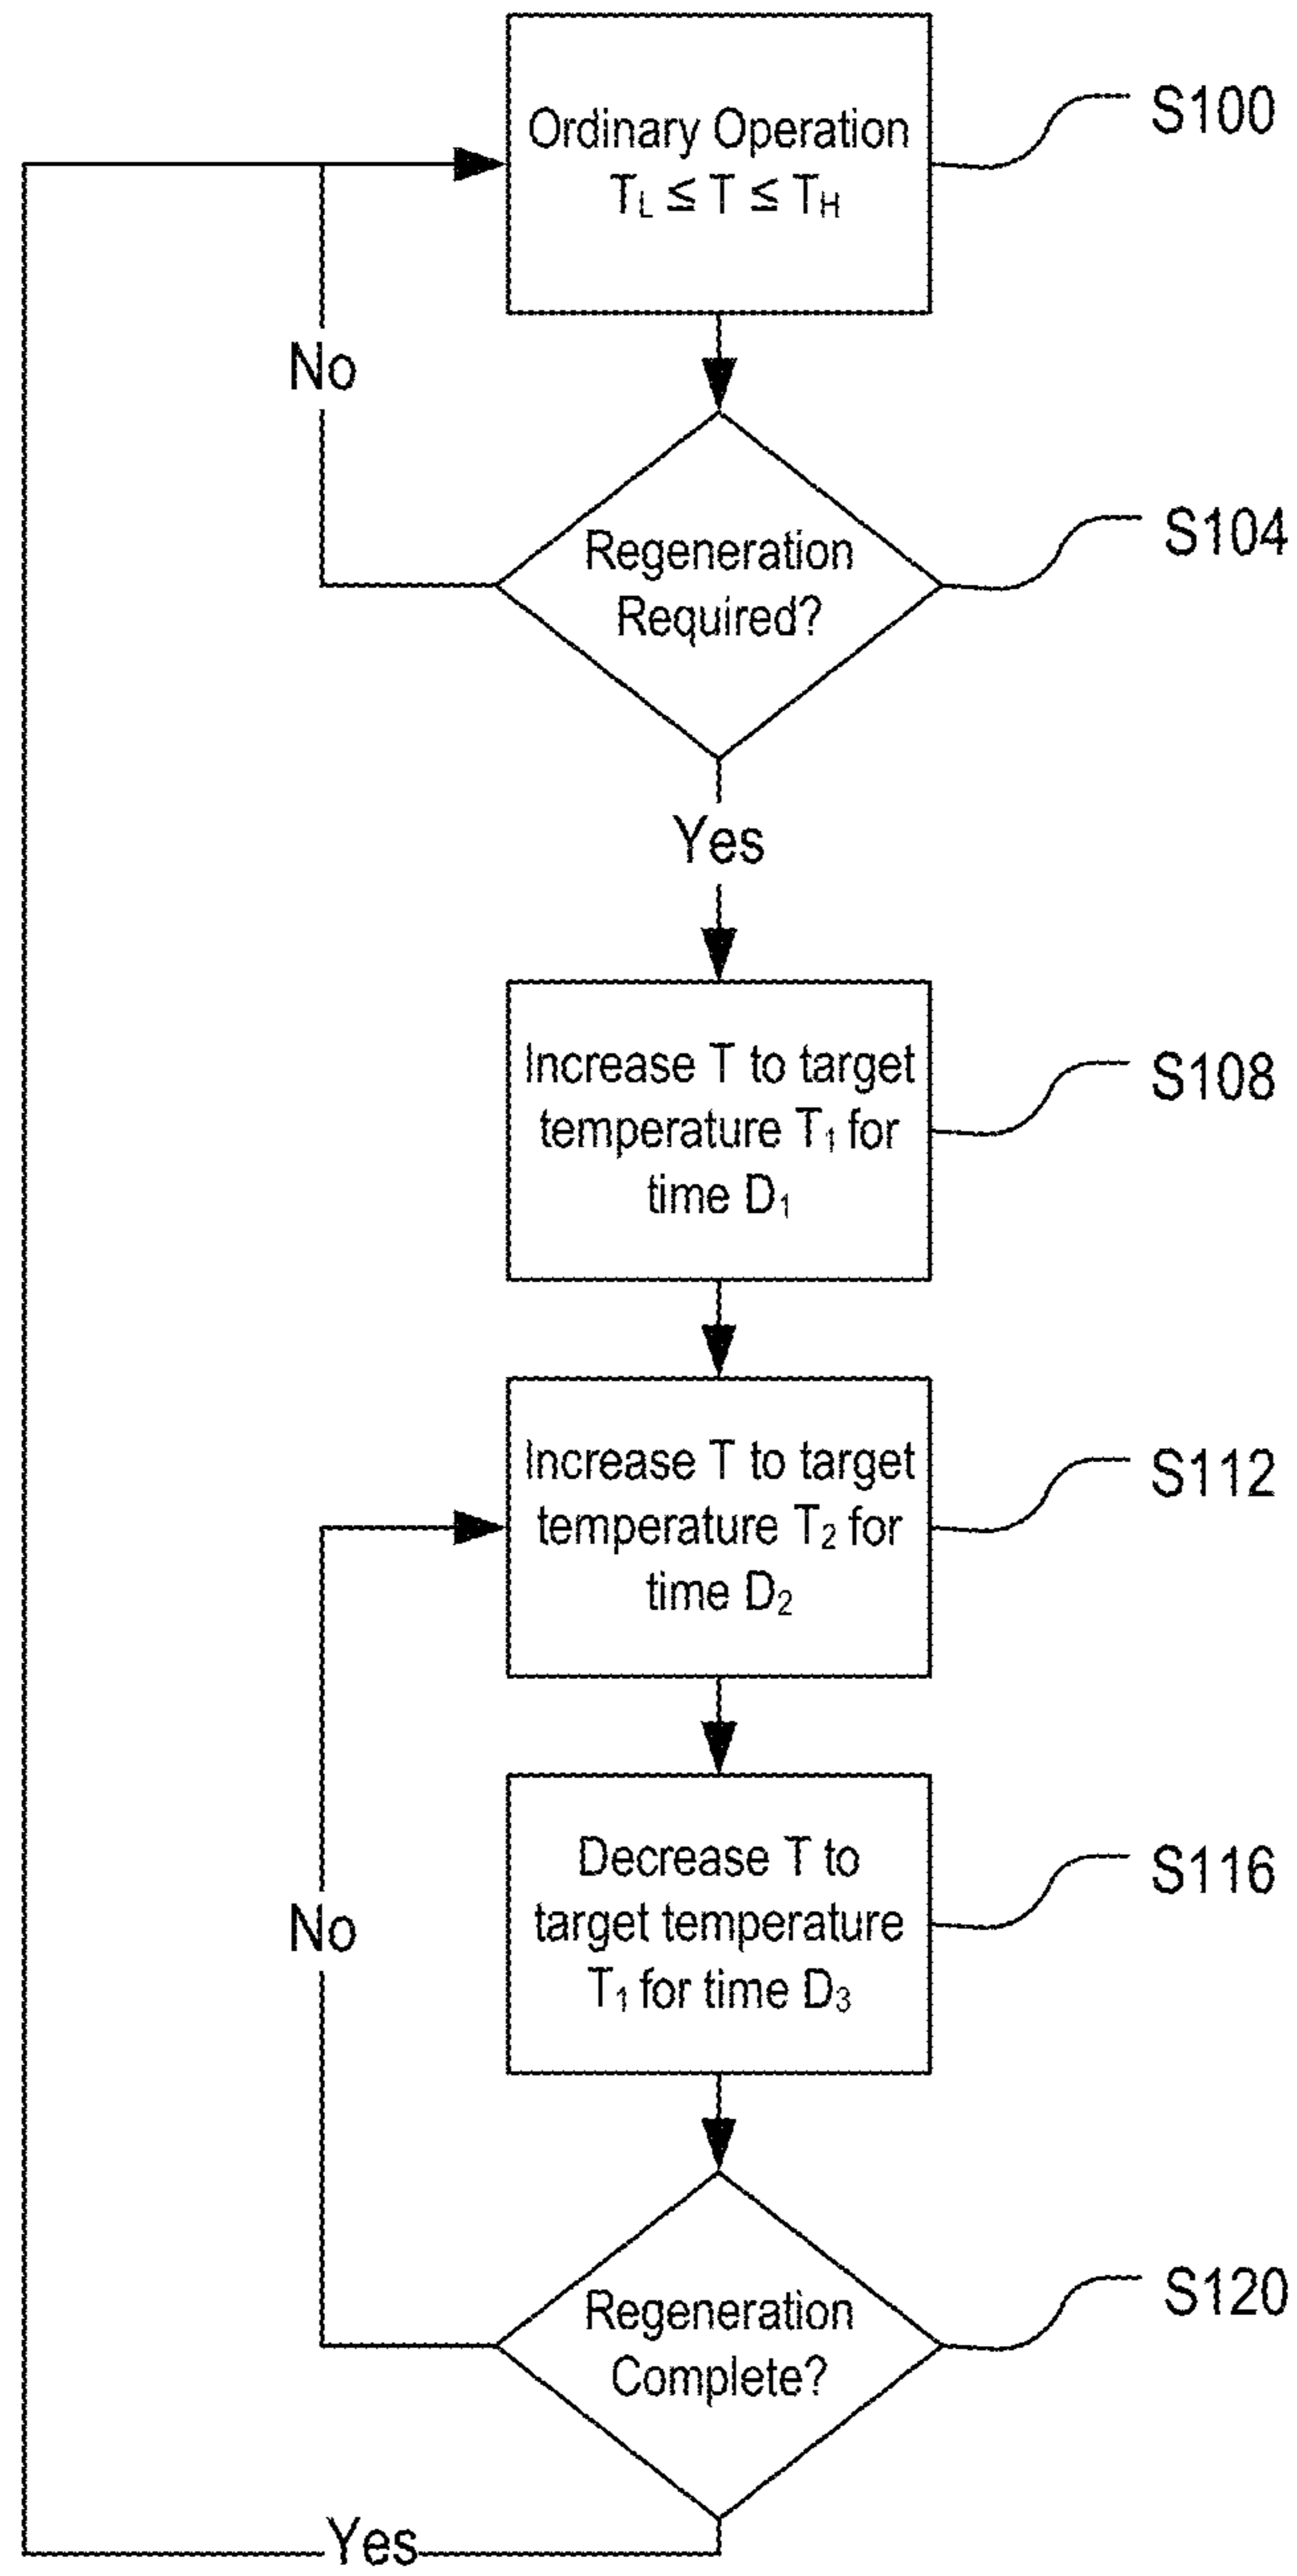 Ordinary Operation
T_L ≤ T ≤ T_H
S100
No
Regeneration
Required?
S104
Yes
Increase T to target
temperature T₁ for
time D₁
S108
Increase T to target
temperature T₂ for
time D₂
S112
Decrease T to
target temperature
T₁ for time D₃
S116
No
Regeneration
Complete?
S120
Yes